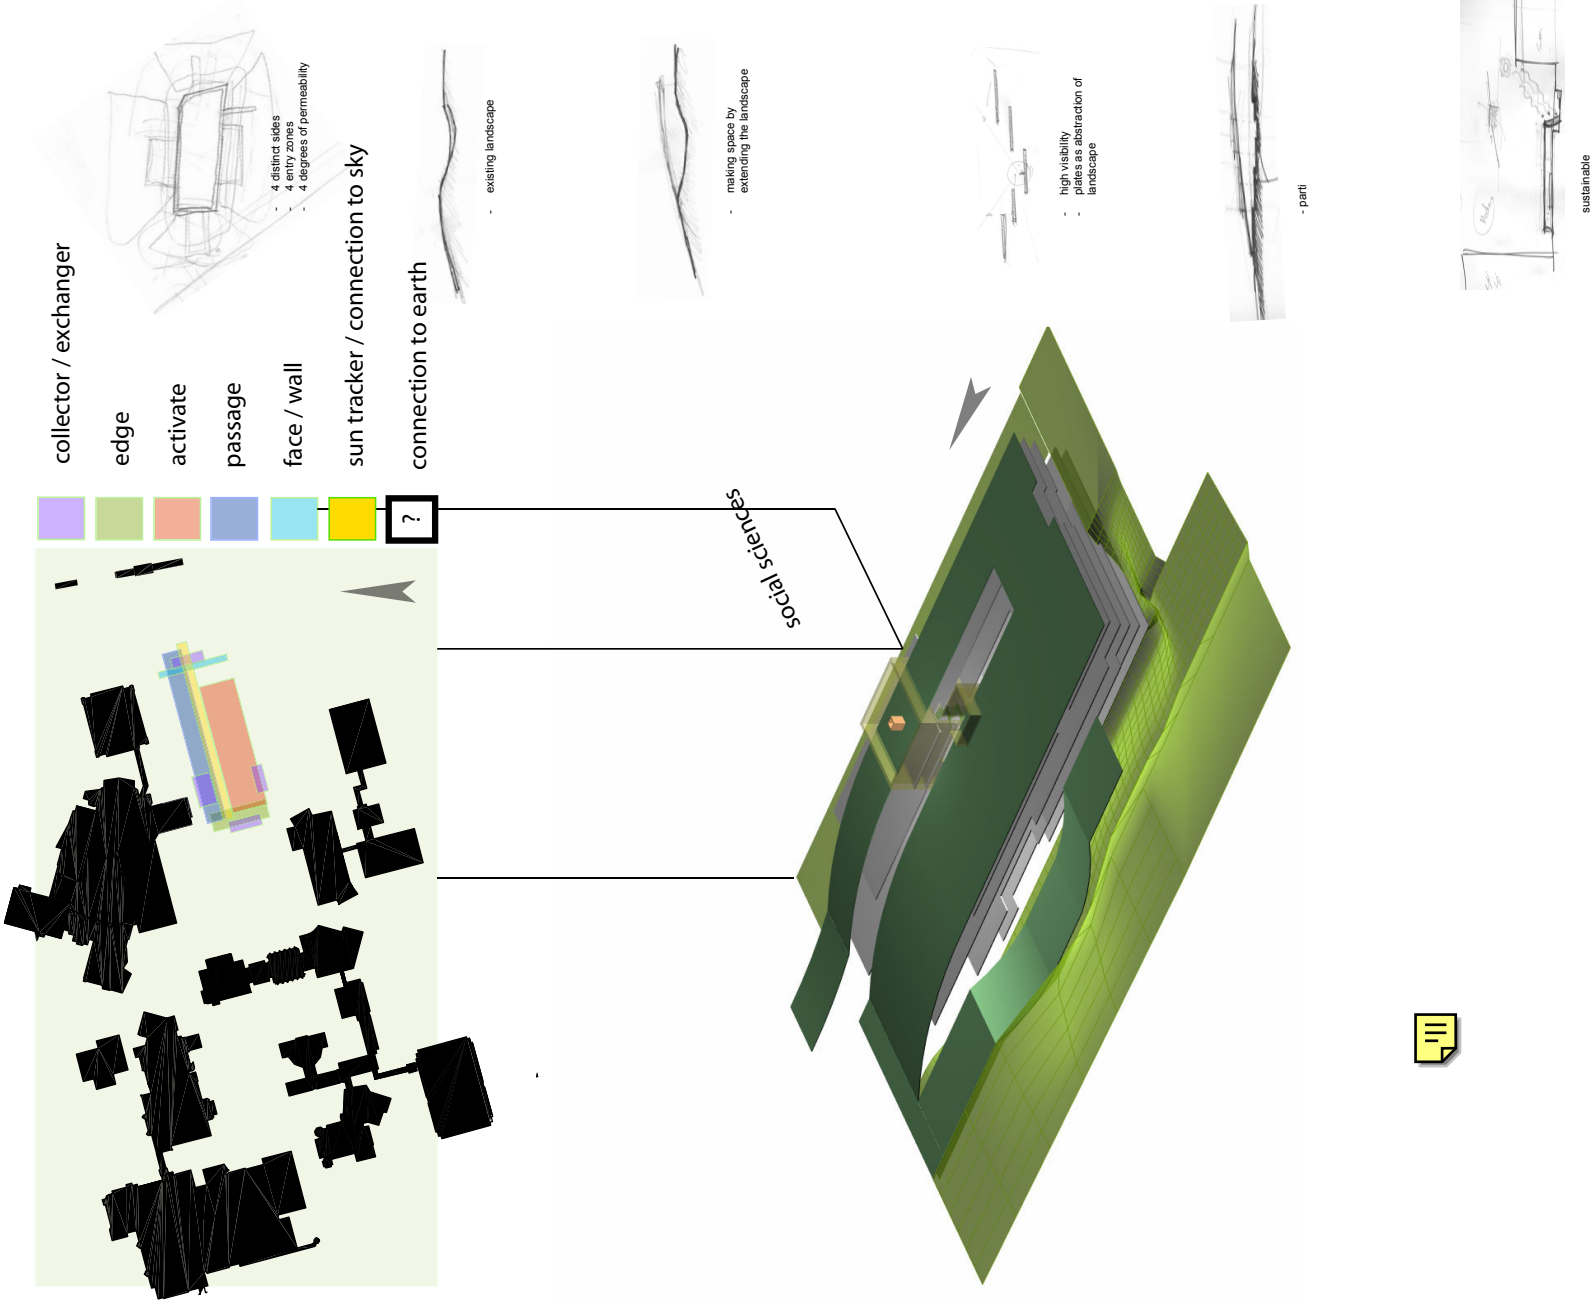 - 4 distinct sides
- 4 entry zones
- 4 degrees of permeability
- existing landscape
- making space by
extending the landscape
- high visibility
- plates as abstraction of
landscape
- parti
sustainable
collector / exchanger
edge
activate
passage
face / wall
sun tracker / connection to sky
connection to earth
?
social sciences